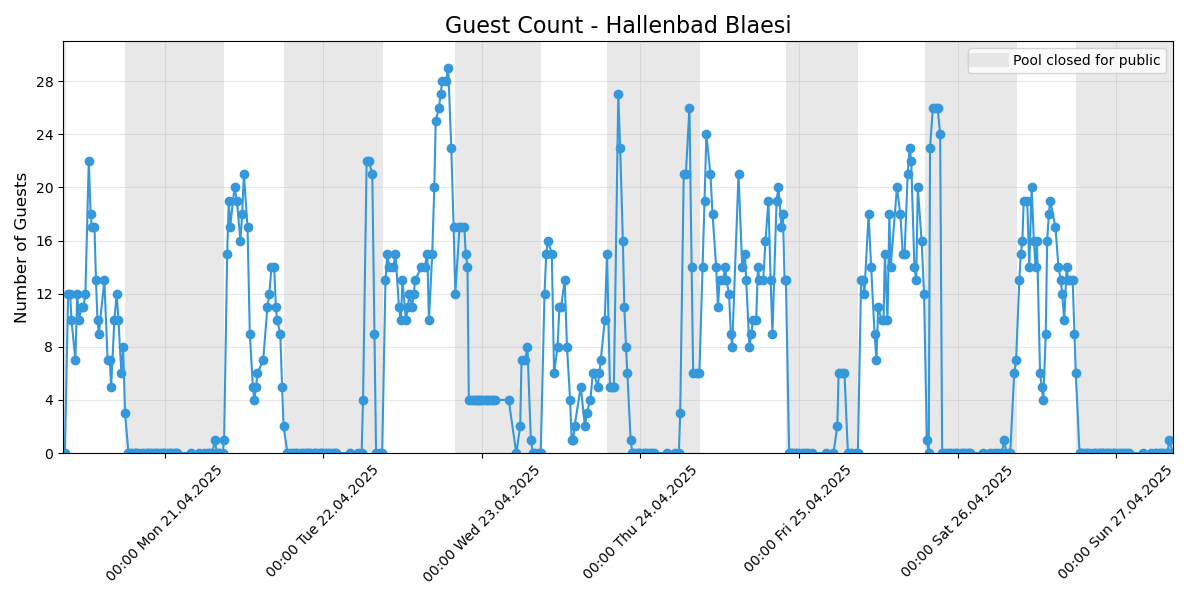 Guest Count - Hallenbad Blaesi
Pool closed for public
Number of Guests
28
24
20
16
12
8
4
0
00:00 Mon 21.04.2025
00:00 Tue 22.04.2025
00:00 Wed 23.04.2025
00:00 Thu 24.04.2025
00:00 Fri 25.04.2025
00:00 Sat 26.04.2025
00:00 Sun 27.04.2025